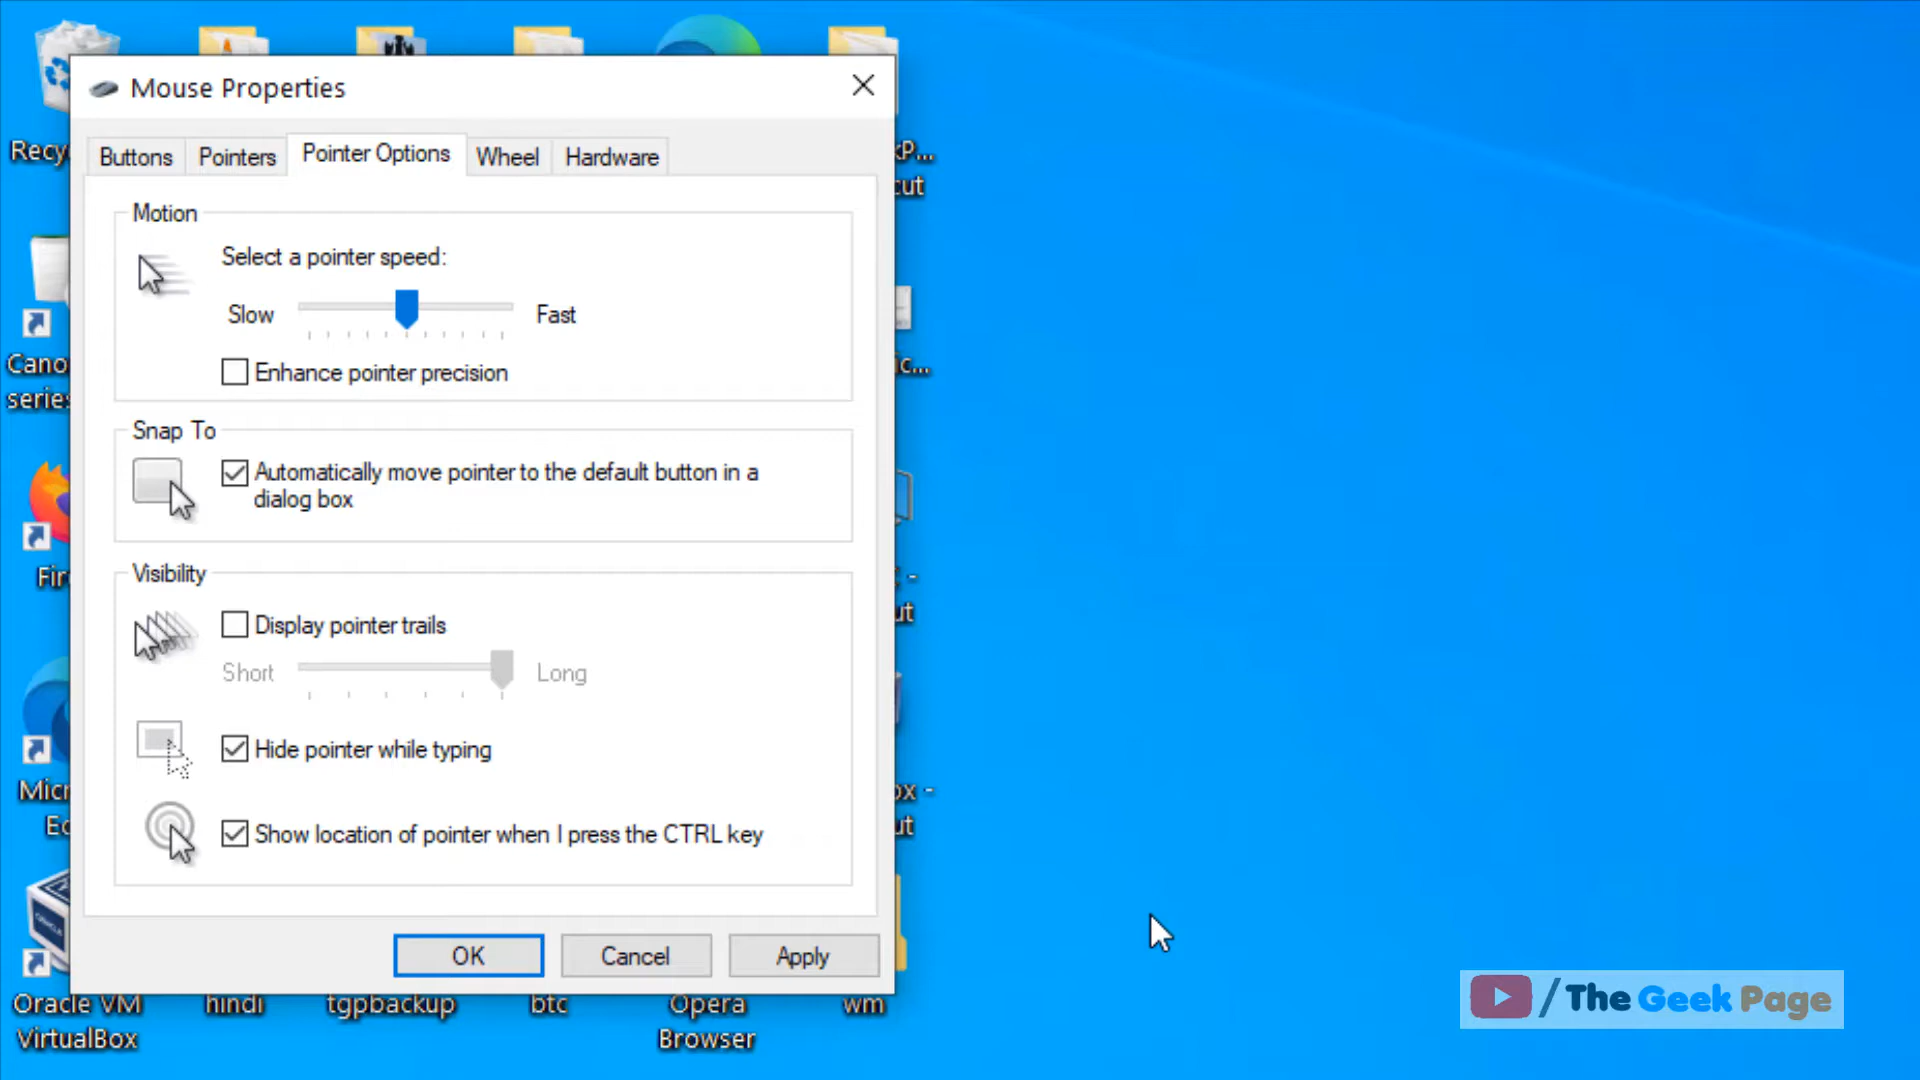 Mouse Properties
Buttons
Pointers
Pointer Options
Wheel
Hardware
Motion
Select a pointer speed:
Slow
Fast
Enhance pointer precision
Snap To
Automatically move pointer to the default button in a
dialog box
Visibility
Display pointer trails
Short
Long
Hide pointer while typing
Show location of pointer when I press the CTRL key
OK
Cancel
Apply
Oracle VM
VirtualBox
hindi
tgpbackup
btc
Opera
Browser
wm
/The Geek Page